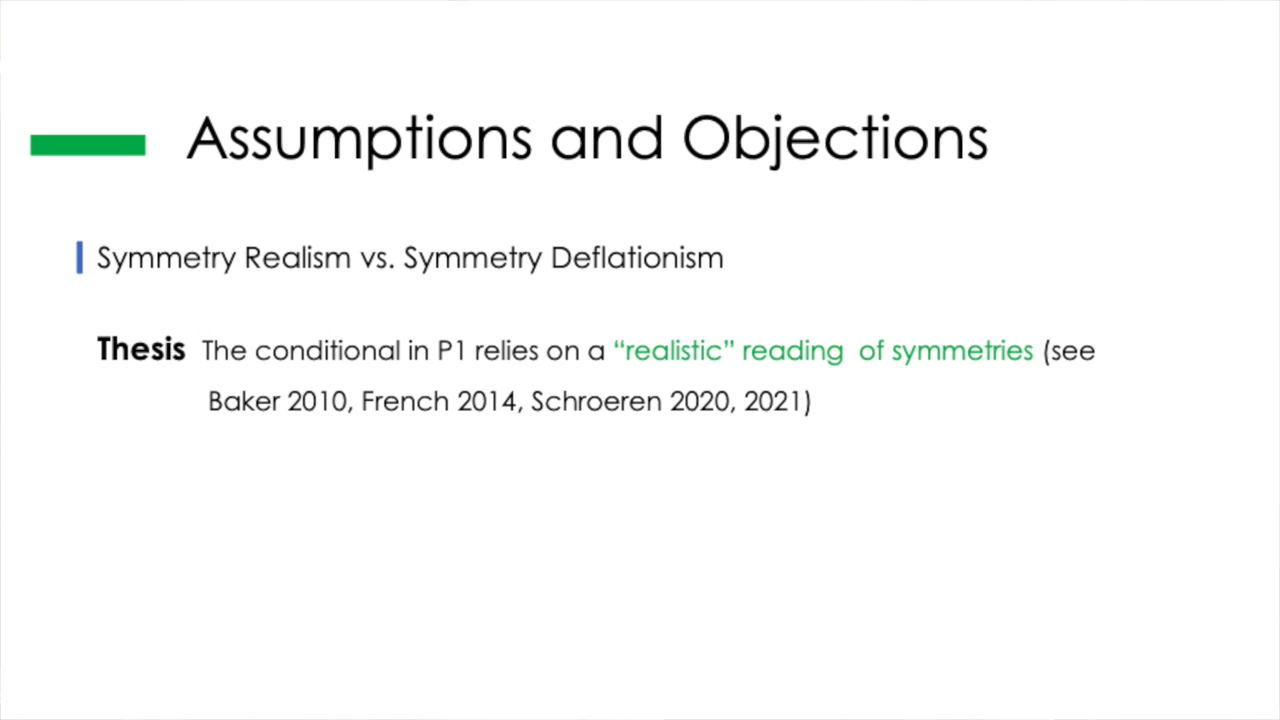 Assumptions and Objections
Symmetry Realism vs. Symmetry Deflationism
Thesis The conditional in P1 relies on a “realistic” reading of symmetries (see
Baker 2010, French 2014, Schroeren 2020, 2021)